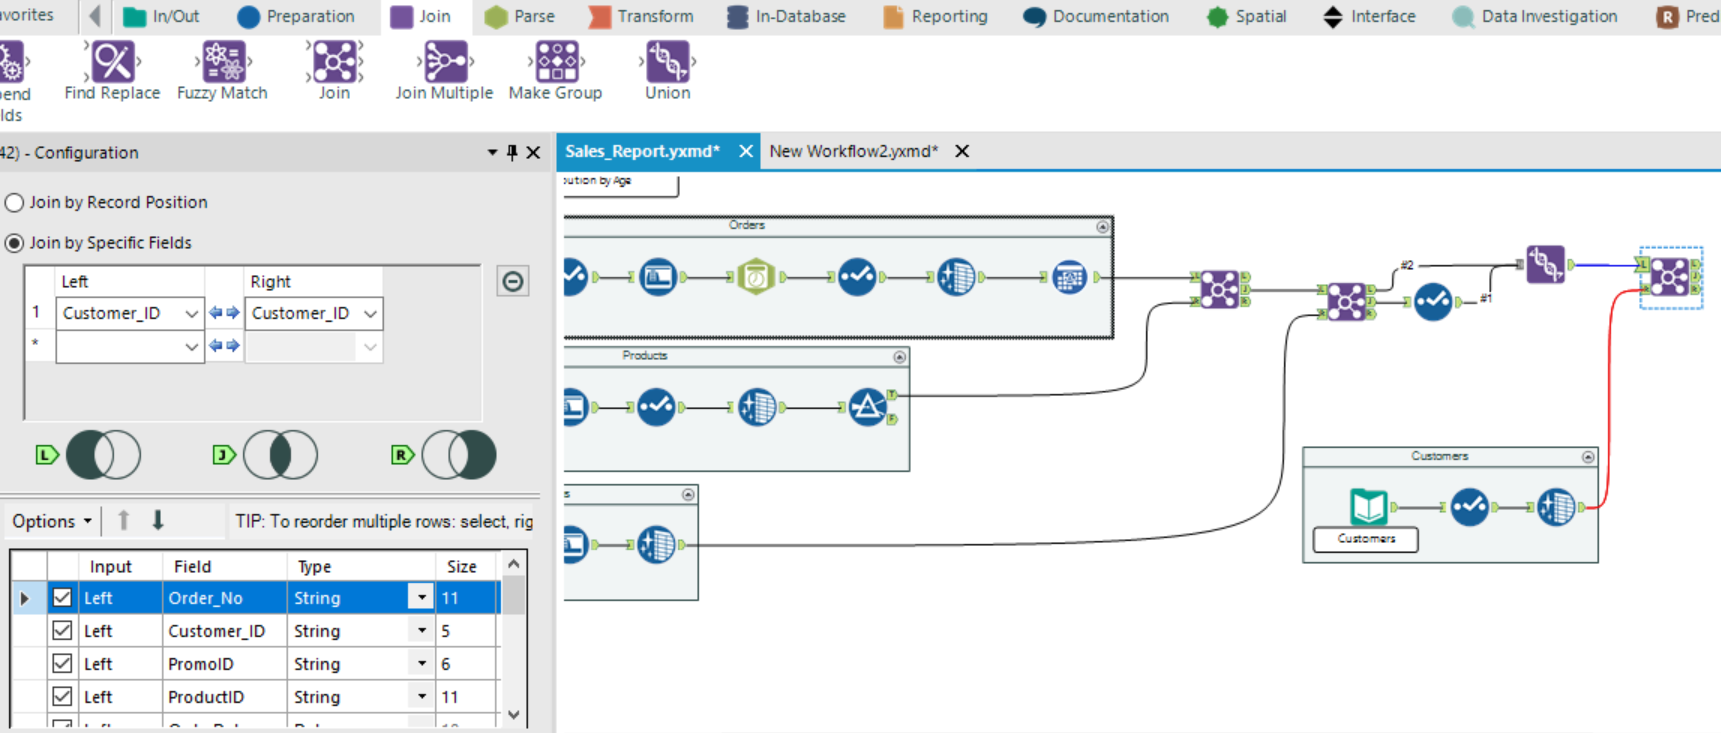 avorites In/Out Preparation Join Parse Transform In-Database Reporting Documentation Spatial Interface Data Investigation R Pred
end
lds
Find Replace Fuzzy Match Join Join Multiple Make Group Union
42) - Configuration
Join by Record Position
Join by Specific Fields
Left Right
1 Customer_ID Customer_ID
*
L J R
Options TIP: To reorder multiple rows: select, rig
Input Field Type Size
Left Order_No String 11
Left Customer_ID String 5
Left PromoID String 6
Left ProductID String 11
Sales_Report.yxmd* New Workflow2.yxmd*
ution by Age
Orders
#2
#1
Products
s
Customers
Customers